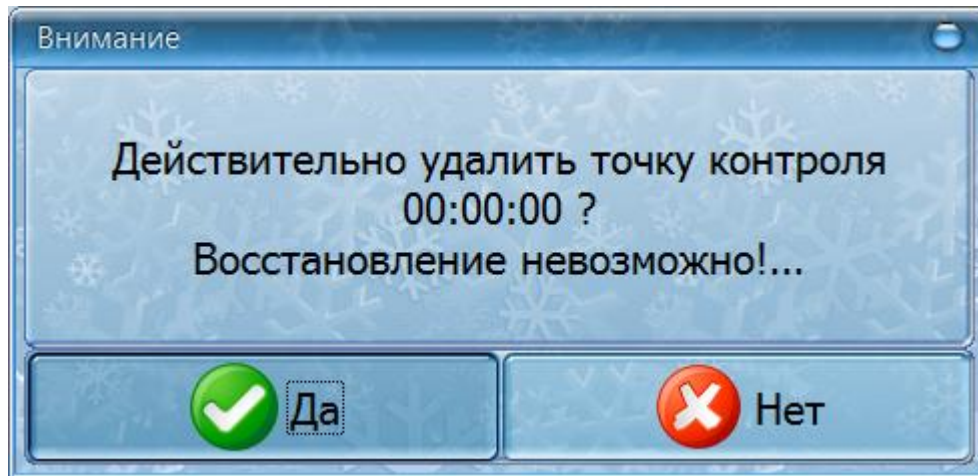 Внимание
Действительно удалить точку контроля
00:00:00 ?
Восстановление невозможно!...
Да
Нет